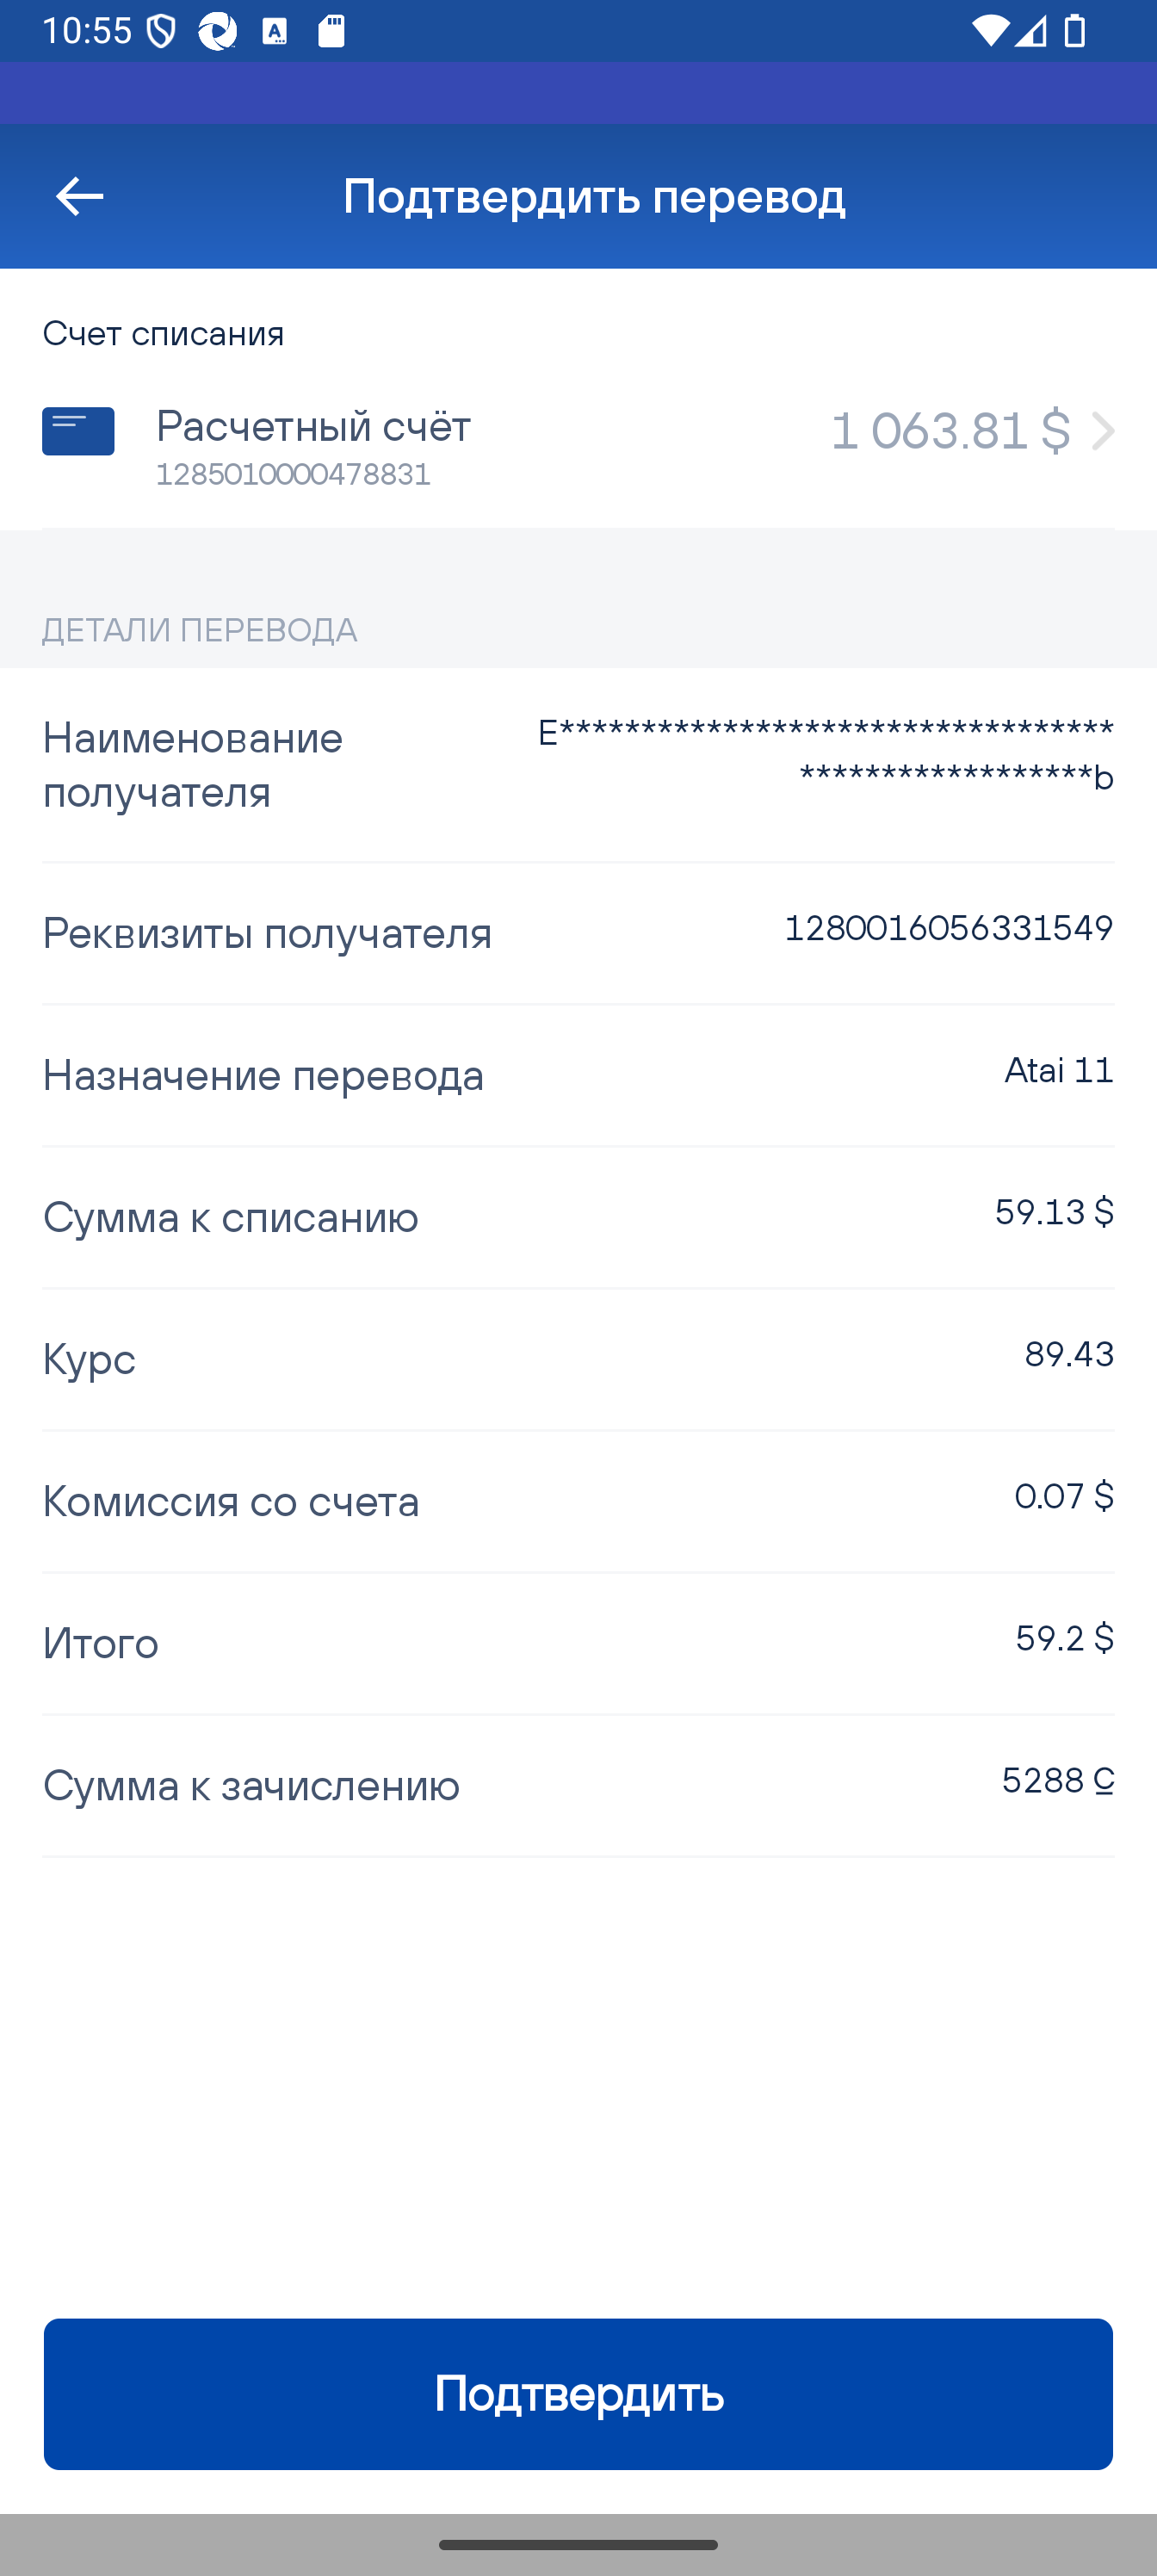 10:55
Подтвердить перевод
Счет списания
Расчетный счёт
1 063.81 $
1285010000478831
ДЕТАЛИ ПЕРЕВОДА
Наименование получателя
E**********************************
******************b
Реквизиты получателя
1280016056331549
Назначение перевода
Atai 11
Сумма к списанию
59.13 $
Курс
89.43
Комиссия со счета
0.07 $
Итого
59.2 $
Сумма к зачислению
5288 с̲
Подтвердить